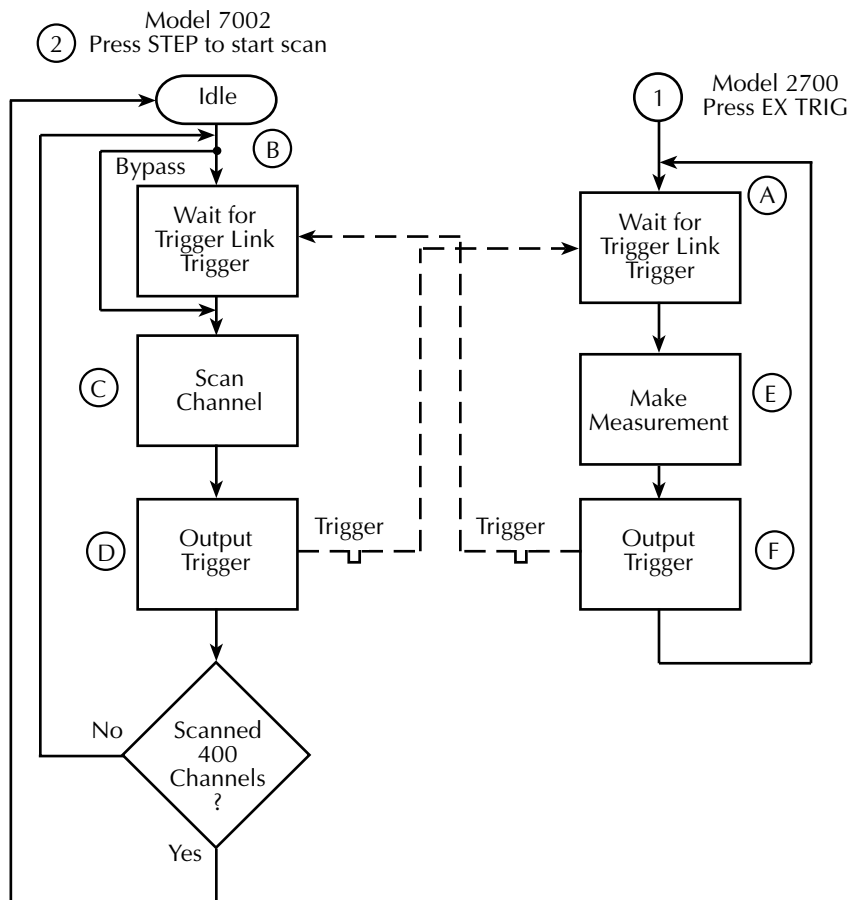 Model 7002
2 Press STEP to start scan
Idle
B
Bypass
Wait for
Trigger Link
Trigger
C
Scan
Channel
D
Output
Trigger
Trigger
No
Scanned
400
Channels
?
Yes
Model 2700
Press EX TRIG
1
A
Wait for
Trigger Link
Trigger
E
Make
Measurement
Trigger
Output
Trigger
F